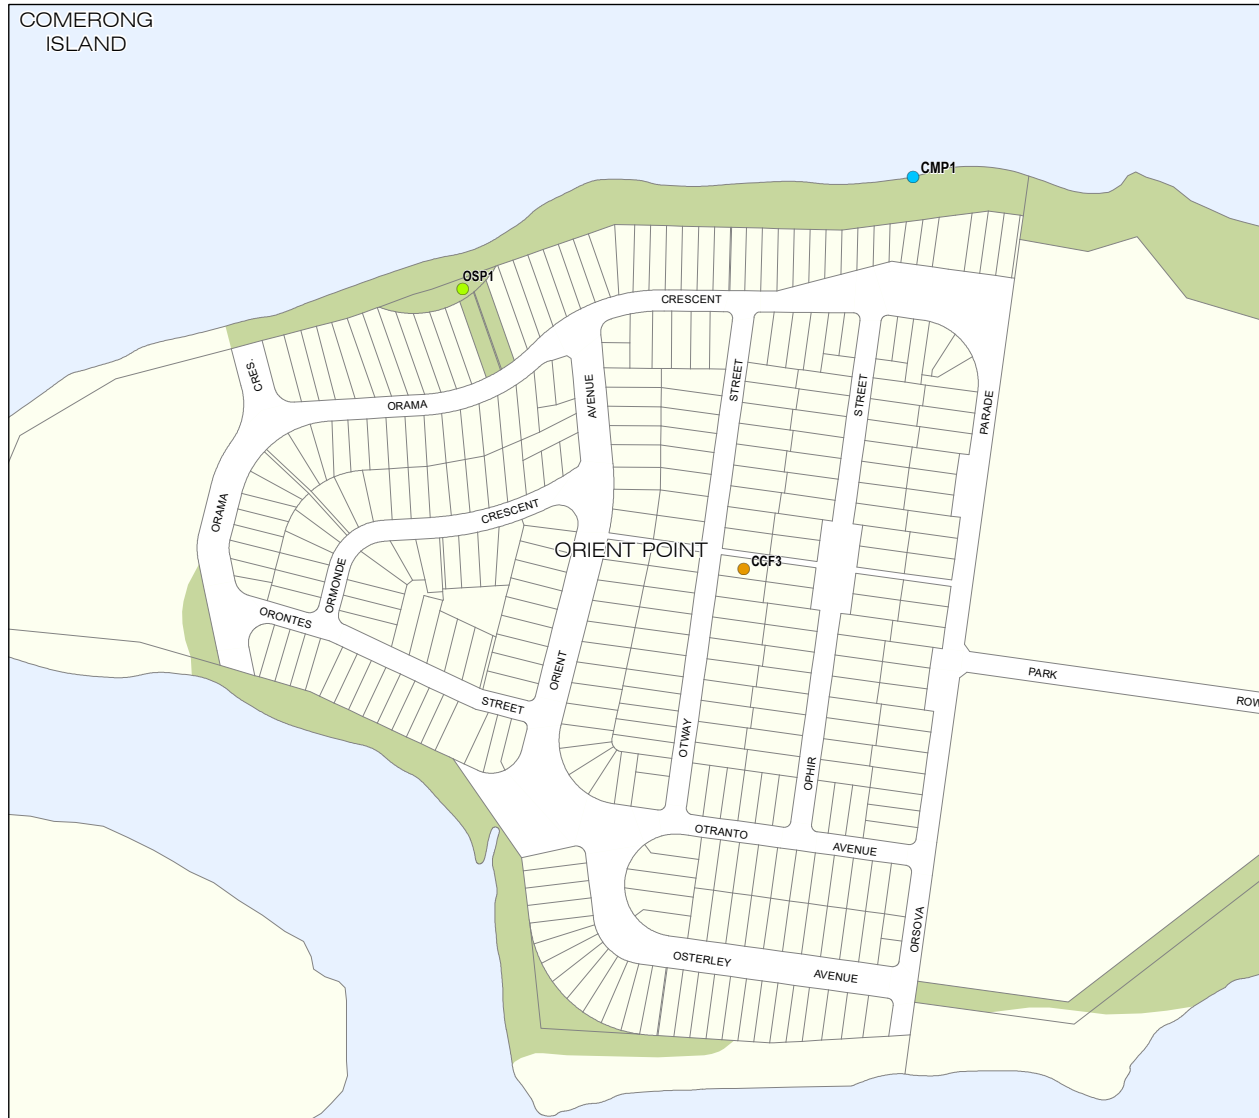 COMERONG
ISLAND
CMP1
OSP1
CRESCENT
CRES.
STREET
AVENUE
STREET
PARADE
ORAMA
ORAMA
CRESCENT
ORIENT POINT
CCF3
ORMONDE
ORONTES
ORIENT
PARK
ROW
STREET
OTWAY
OPHIR
OTRANTO
AVENUE
ORSOVA
OSTERLEY
AVENUE